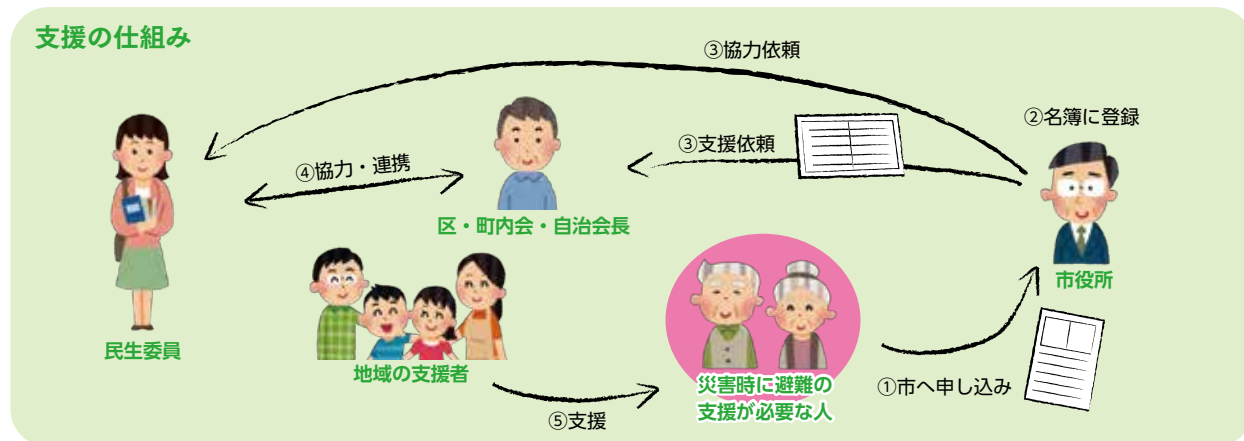 支援の仕組み
③協力依頼
②名簿に登録
③支援依頼
④協力・連携
区・町内会・自治会長
市役所
民生委員
地域の支援者
災害時に避難の
支援が必要な人
①市へ申し込み
⑤支援